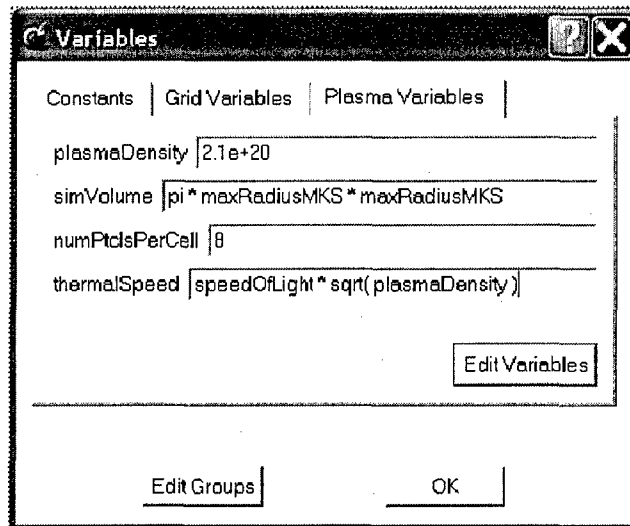 Variables
Constants Grid Variables Plasma Variables
plasmaDensity 2.1e+20
simVolume pi * maxRadiusMKS * maxRadiusMKS
numPtclsPerCell 8
thermalSpeed speedOfLight * sqrt( plasmaDensity )
Edit Variables
Edit Groups OK